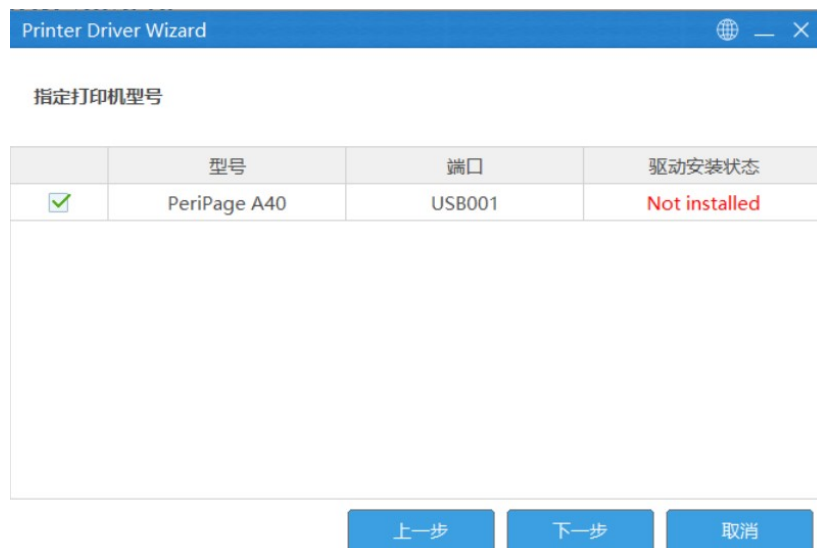 Printer Driver Wizard
指定打印机型号
型号 端口 驱动安装状态
PeriPage A40 USB001 Not installed
上一步 下一步 取消